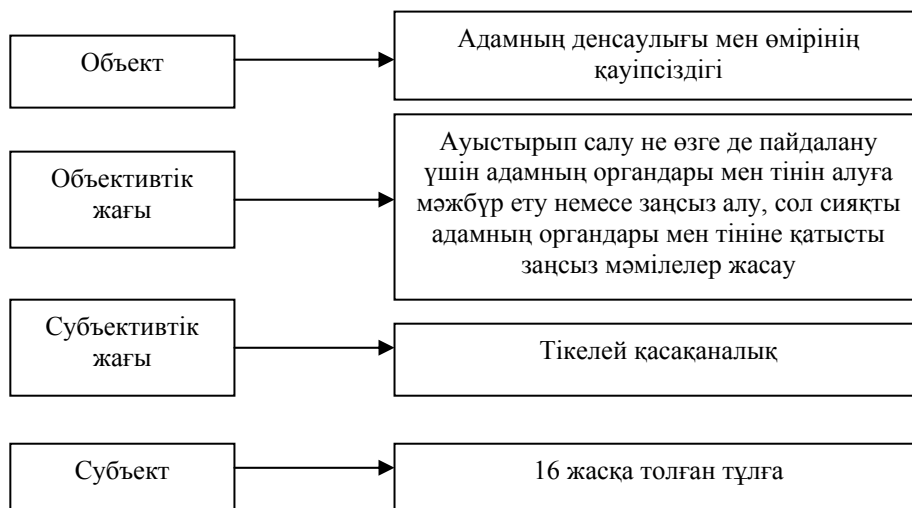 Объект
Адамның денсаулығы мен өмірінің
қауіпсіздігі
Объективтік
жағы
Ауыстырып салу не өзге де пайдалану
үшін адамның органдары мен тінін алуға
мәжбүр ету немесе заңсыз алу, сол сияқты
адамның органдары мен тініне қатысты
заңсыз мәмілелер жасау
Субъективтік
жағы
Тікелей қасақаналық
Субъект
16 жасқа толған тұлға